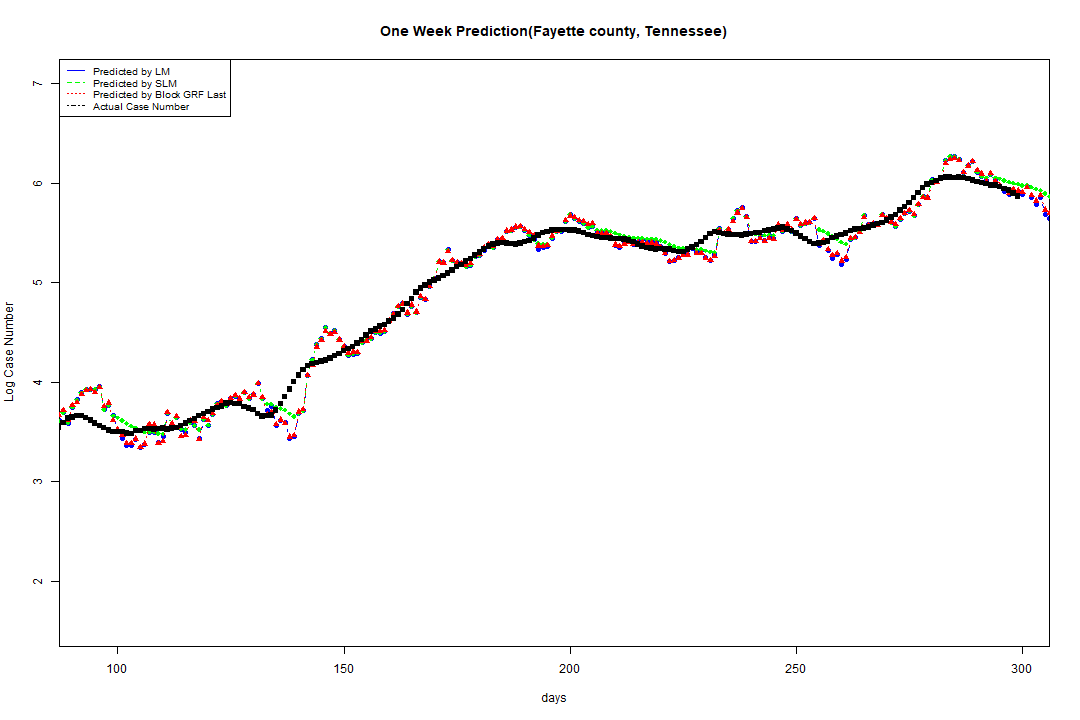 One Week Prediction(Fayette county, Tennessee)
Predicted by LM
Predicted by SLM
Predicted by Block GRF Last
Actual Case Number
7
6
5
4
3
2
Log Case Number
100 150 200 250 300
days